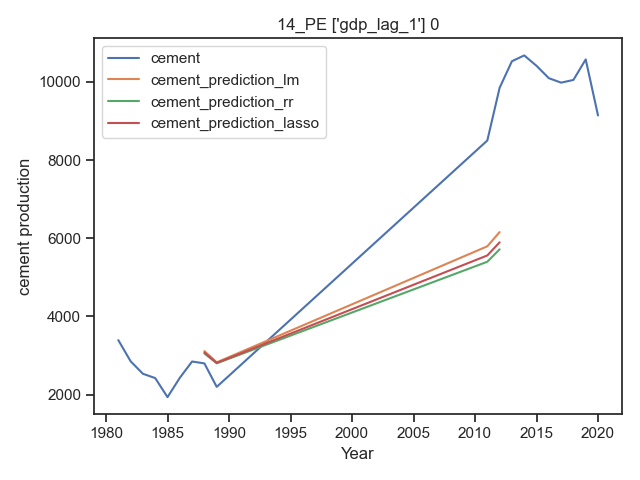 14_PE ['gdp_lag_1'] 0
cement
cement_prediction_lm
cement_prediction_rr
cement_prediction_lasso
cement production
10000
8000
6000
4000
2000
1980 1985 1990 1995 2000 2005 2010 2015 2020
Year